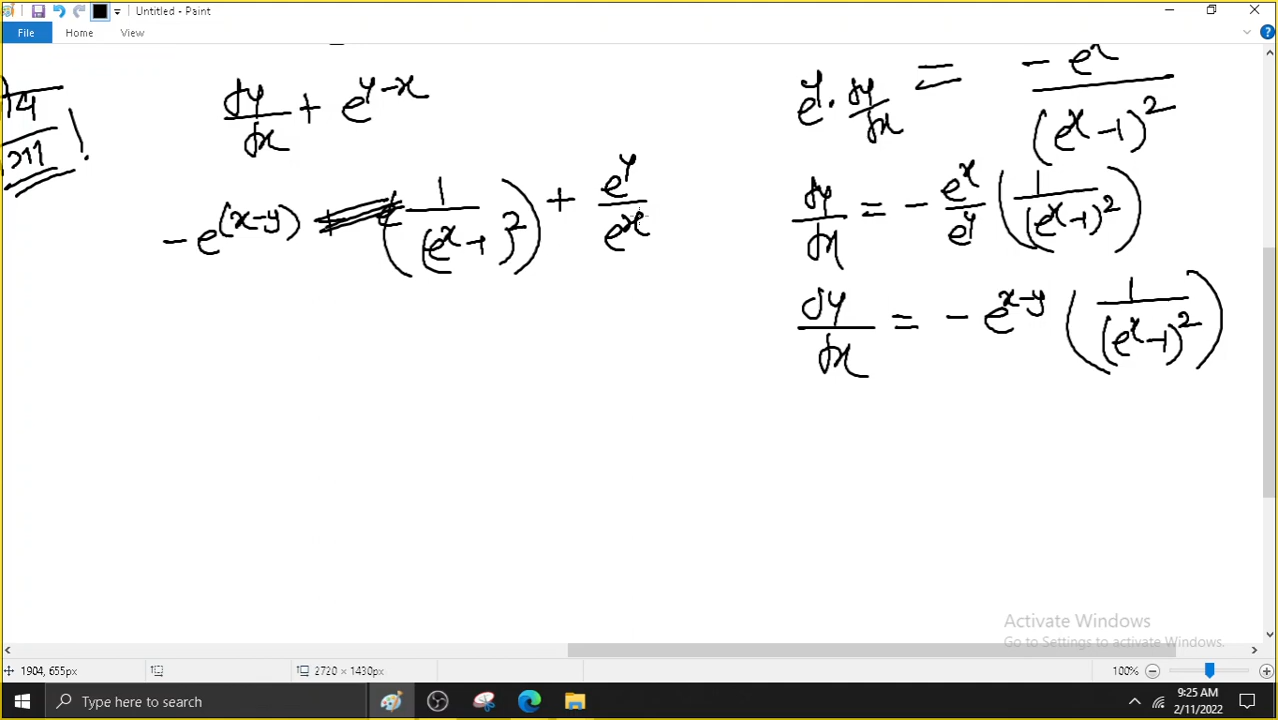 Untitled - Paint
File Home View
dy/dx + e^{y-x}
- e^{(x-y)} (1/(e^x-1)^2) + e^y/e^x
e^y · dy/dx = - e^x/(e^x-1)^2
dy/dx = - e^x/e^y (1/(e^x-1)^2)
dy/dx = - e^{x-y} (1/(e^x-1)^2)
Activate Windows
Go to Settings to activate Windows.
1904, 655px
2720 × 1430px
100%
Type here to search
9:25 AM
2/11/2022